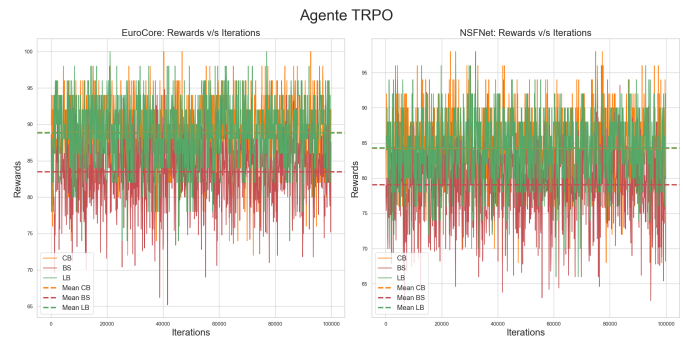 Agente TRPO
EuroCore: Rewards v/s Iterations
NSFNet: Rewards v/s Iterations
Rewards
100
95
90
85
80
75
70
65
0
20000
40000
60000
80000
100000
Iterations
CB
BS
LB
Mean CB
Mean BS
Mean LB
Rewards
95
90
85
80
75
70
65
0
20000
40000
60000
80000
100000
Iterations
CB
BS
LB
Mean CB
Mean BS
Mean LB